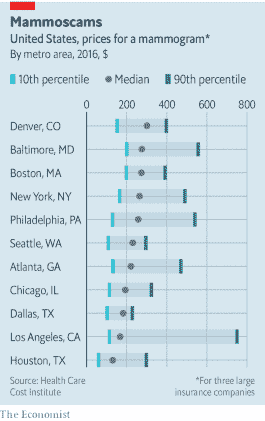 Mammoscams
United States, prices for a mammogram*
By metro area, 2016, $
10th percentile Median 90th percentile
0 200 400 600 800
Denver, CO
Baltimore, MD
Boston, MA
New York, NY
Philadelphia, PA
Seattle, WA
Atlanta, GA
Chicago, IL
Dallas, TX
Los Angeles, CA
Houston, TX
Source: Health Care
Cost Institute
*For three large
insurance companies
The Economist